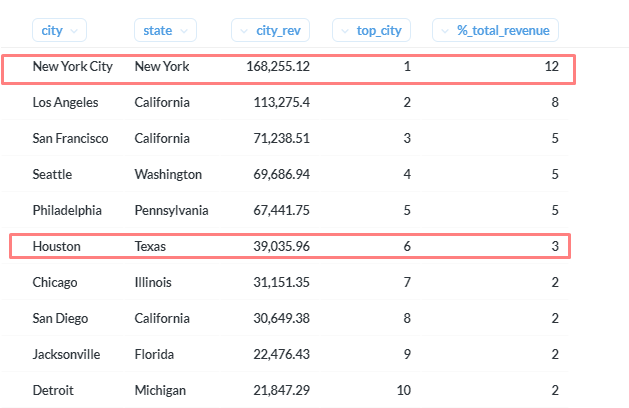 city state city_rev top_city %_total_revenue
New York City New York 168,255.12 1 12
Los Angeles California 113,275.4 2 8
San Francisco California 71,238.51 3 5
Seattle Washington 69,686.94 4 5
Philadelphia Pennsylvania 67,441.75 5 5
Houston Texas 39,035.96 6 3
Chicago Illinois 31,151.35 7 2
San Diego California 30,649.38 8 2
Jacksonville Florida 22,476.43 9 2
Detroit Michigan 21,847.29 10 2